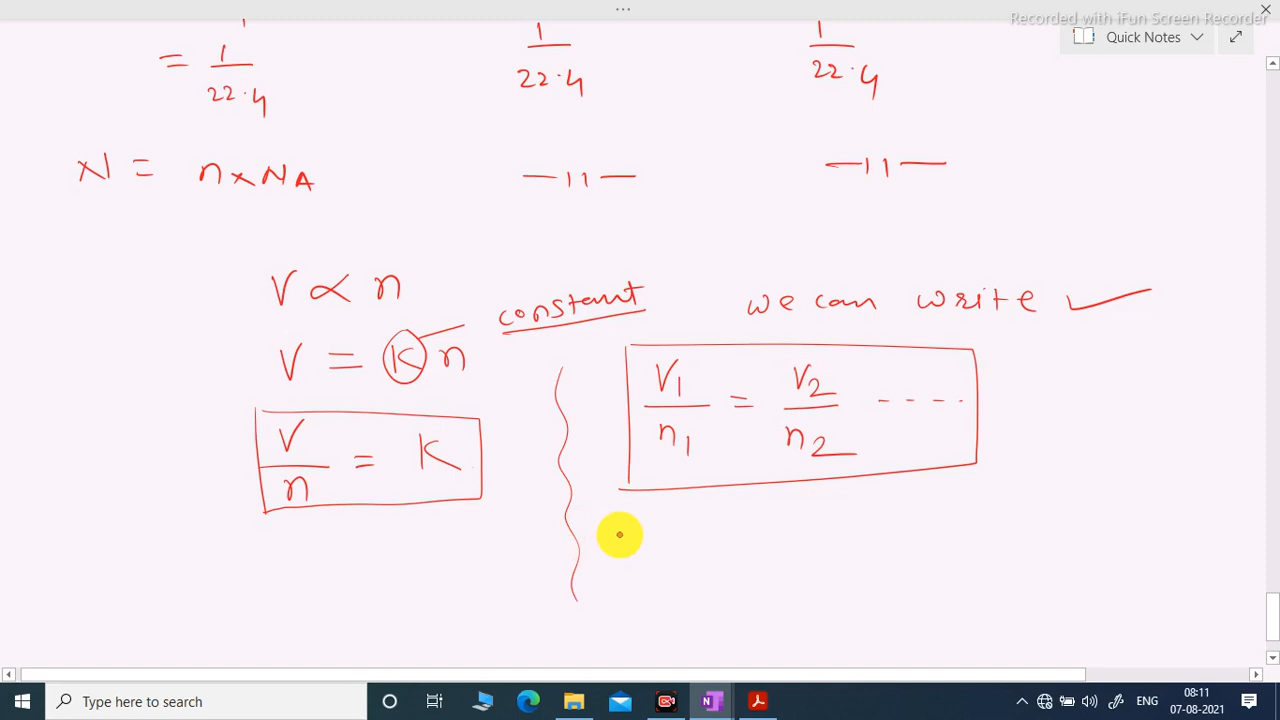 Recorded with iFun Screen Recorder
Quick Notes
= 1/22.4 1/22.4 1/22.4
N = n×NA —11— —11—
V ∝ n
constant we can write ✓
V = K n
V1/n1 = V2/n2 ----
V/n = K
Type here to search
ENG
08:11
07-08-2021